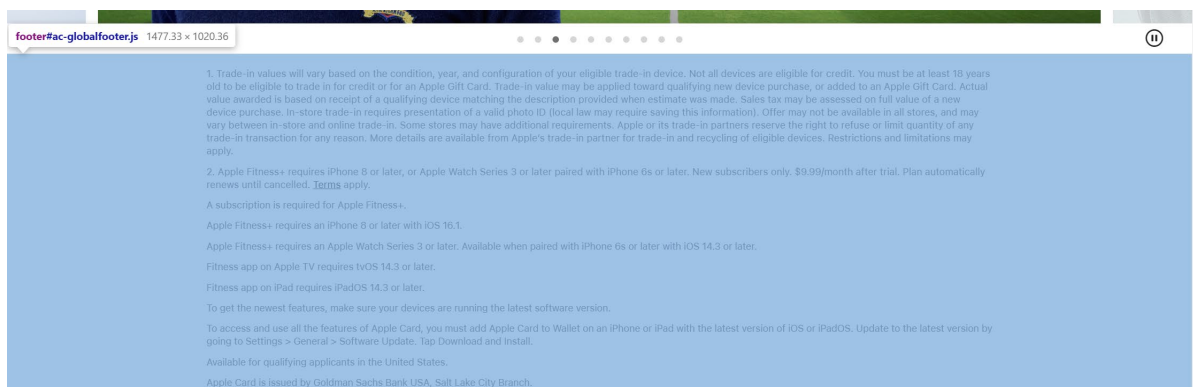 footer#ac-globalfooter.js 1477.33 × 1020.36
1. Trade-in values will vary based on the condition, year, and configuration of your eligible trade-in device. Not all devices are eligible for credit. You must be at least 18 years
old to be eligible to trade in for credit or for an Apple Gift Card. Trade-in value may be applied toward qualifying new device purchase, or added to an Apple Gift Card. Actual
value awarded is based on receipt of a qualifying device matching the description provided when estimate was made. Sales tax may be assessed on full value of a new
device purchase. In-store trade-in requires presentation of a valid photo ID (local law may require saving this information). Offer may not be available in all stores, and may
vary between in-store and online trade-in. Some stores may have additional requirements. Apple or its trade-in partners reserve the right to refuse or limit quantity of any
trade-in transaction for any reason. More details are available from Apple's trade-in partner for trade-in and recycling of eligible devices. Restrictions and limitations may
apply.
2. Apple Fitness+ requires iPhone 8 or later, or Apple Watch Series 3 or later paired with iPhone 6s or later. New subscribers only. $9.99/month after trial. Plan automatically
renews until cancelled. Terms apply.
A subscription is required for Apple Fitness+.
Apple Fitness+ requires an iPhone 8 or later with iOS 16.1.
Apple Fitness+ requires an Apple Watch Series 3 or later. Available when paired with iPhone 6s or later with iOS 14.3 or later.
Fitness app on Apple TV requires tvOS 14.3 or later.
Fitness app on iPad requires iPadOS 14.3 or later.
To get the newest features, make sure your devices are running the latest software version.
To access and use all the features of Apple Card, you must add Apple Card to Wallet on an iPhone or iPad with the latest version of iOS or iPadOS. Update to the latest version by
going to Settings > General > Software Update. Tap Download and Install.
Available for qualifying applicants in the United States.
Apple Card is issued by Goldman Sachs Bank USA, Salt Lake City Branch.